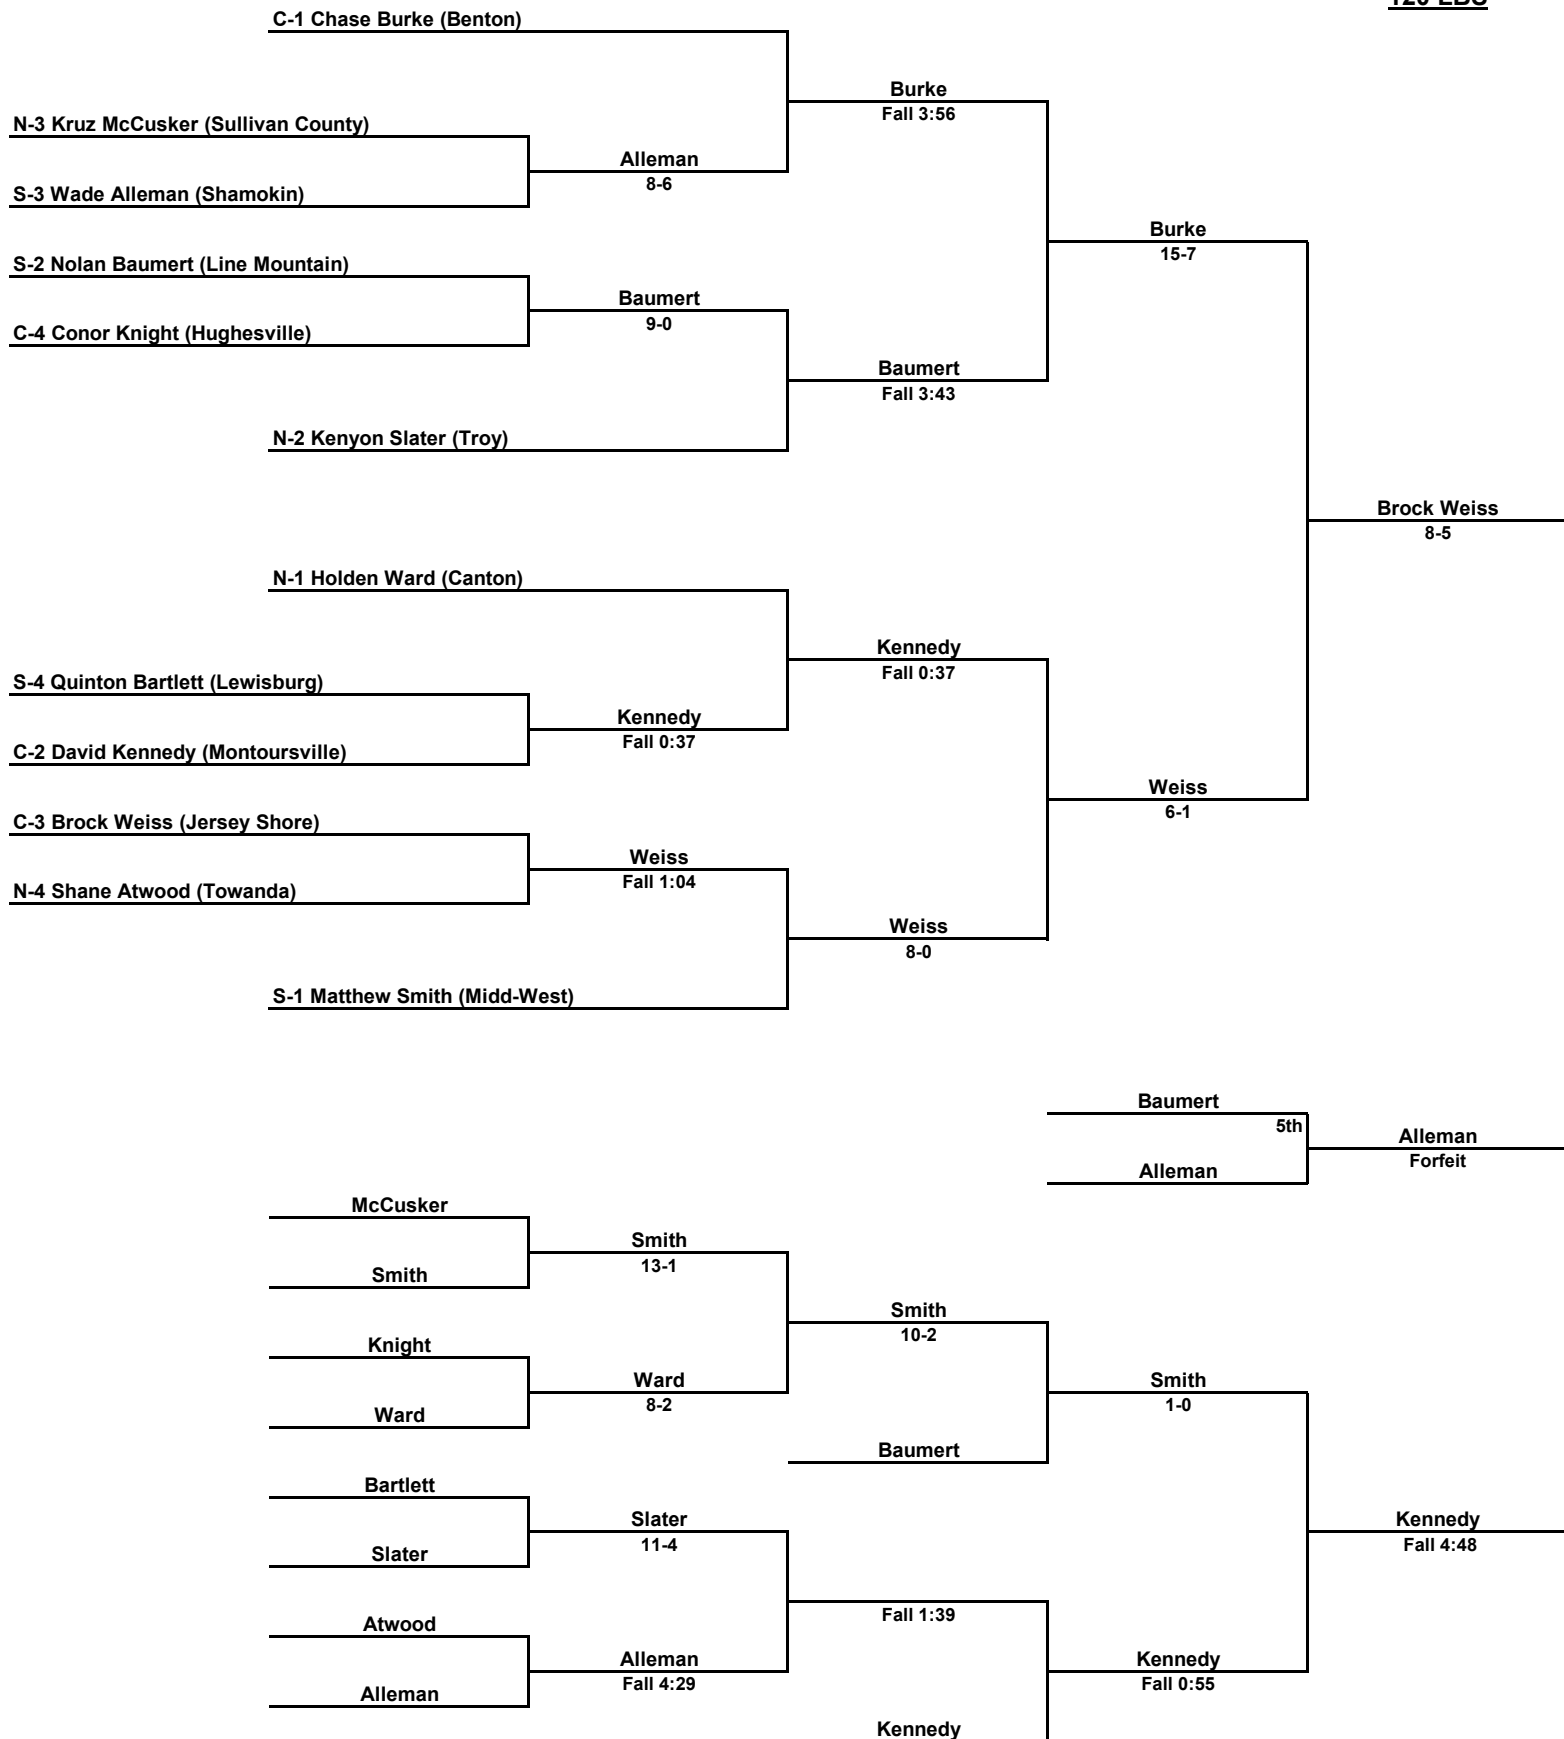 C-1 Chase Burke (Benton)
Burke
Fall 3:56
N-3 Kruz McCusker (Sullivan County)
Alleman
8-6
S-3 Wade Alleman (Shamokin)
Burke
15-7
S-2 Nolan Baumert (Line Mountain)
Baumert
9-0
C-4 Conor Knight (Hughesville)
Baumert
Fall 3:43
N-2 Kenyon Slater (Troy)
Brock Weiss
8-5
N-1 Holden Ward (Canton)
Kennedy
Fall 0:37
S-4 Quinton Bartlett (Lewisburg)
Kennedy
Fall 0:37
C-2 David Kennedy (Montoursville)
Weiss
6-1
C-3 Brock Weiss (Jersey Shore)
Weiss
Fall 1:04
N-4 Shane Atwood (Towanda)
Weiss
8-0
S-1 Matthew Smith (Midd-West)
Baumert
5th
Alleman
Forfeit
Alleman
McCusker
Smith
13-1
Smith
Smith
10-2
Knight
Ward
8-2
Smith
1-0
Ward
Baumert
Bartlett
Slater
11-4
Kennedy
Fall 4:48
Slater
Fall 1:39
Atwood
Alleman
Fall 4:29
Kennedy
Fall 0:55
Alleman
Kennedy